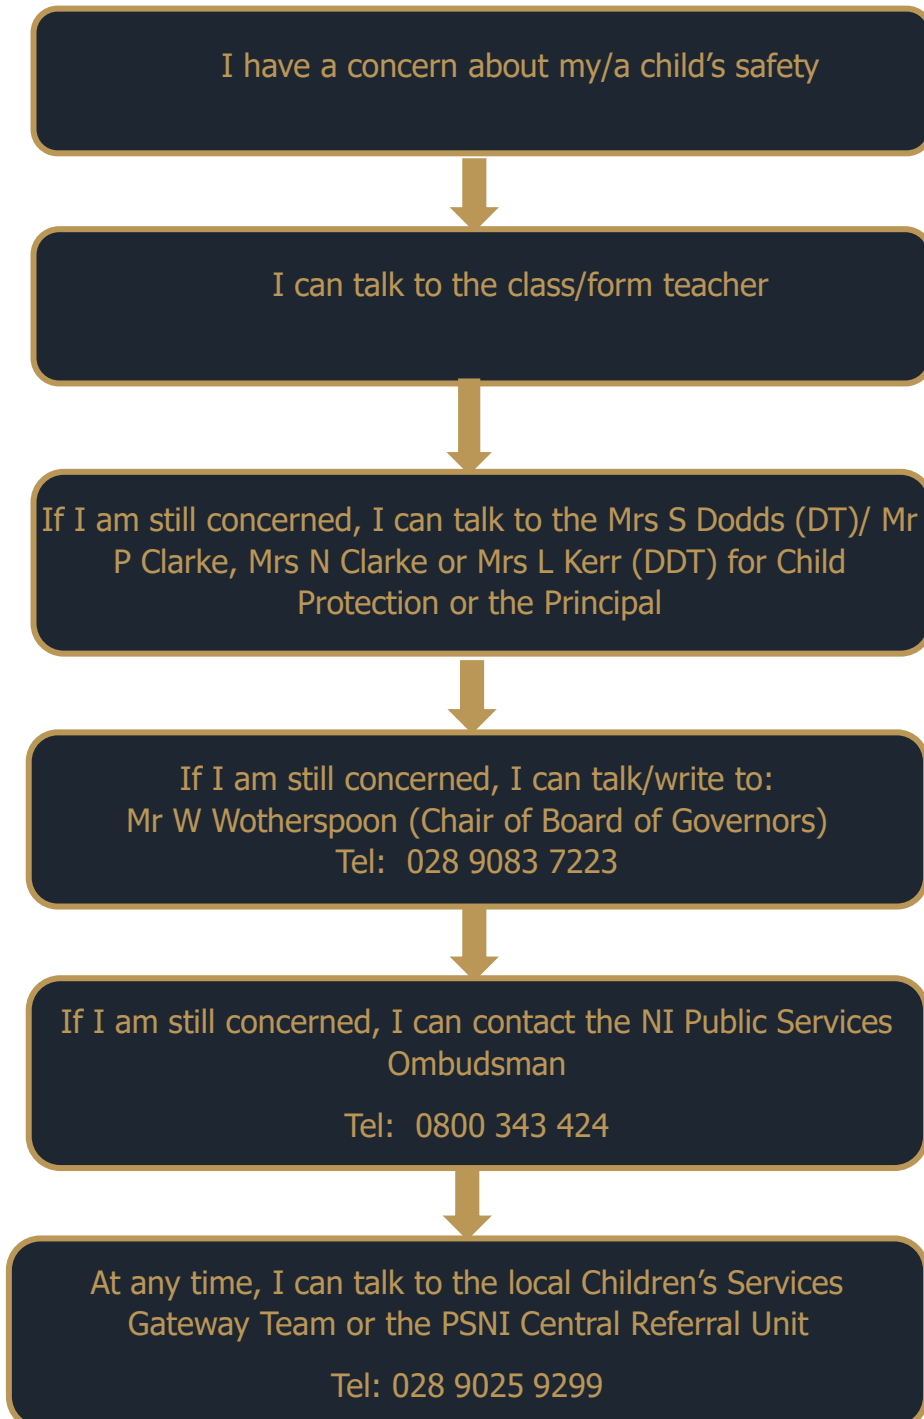 I have a concern about my/a child’s safety
I can talk to the class/form teacher
If I am still concerned, I can talk to the Mrs S Dodds (DT)/ Mr
P Clarke, Mrs N Clarke or Mrs L Kerr (DDT) for Child
Protection or the Principal
If I am still concerned, I can talk/write to:
Mr W Wotherspoon (Chair of Board of Governors)
Tel:  028 9083 7223
If I am still concerned, I can contact the NI Public Services
Ombudsman
Tel:  0800 343 424
At any time, I can talk to the local Children’s Services
Gateway Team or the PSNI Central Referral Unit
Tel: 028 9025 9299